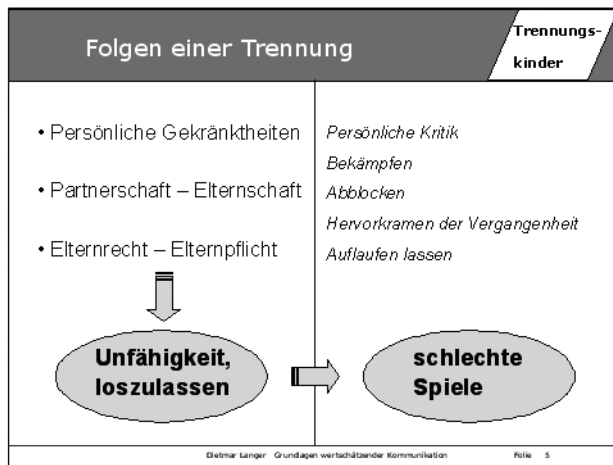 Folgen einer Trennung
Trennungs-
kinder
• Persönliche Gekränktheiten
• Partnerschaft – Elternschaft
• Elternrecht – Elternpflicht
Persönliche Kritik
Bekämpfen
Abblocken
Hervorkramen der Vergangenheit
Auflaufen lassen
Unfähigkeit,
loszulassen
schlechte
Spiele
Dietmar Langer Grundlagen wertschätzender Kommunikation Folie 5